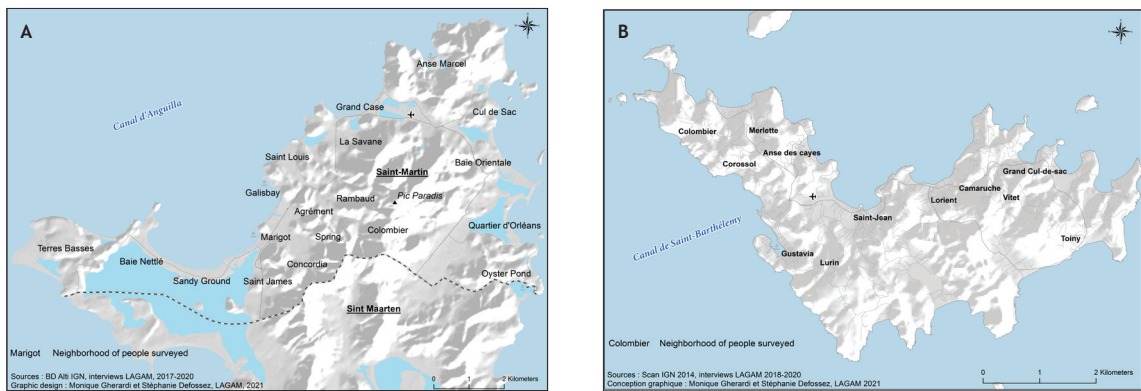 A
Anse Marcel
Canal d'Anguilla
Grand Case
Cul de Sac
La Savane
Saint Louis
Baie Orientale
Saint-Martin
Galisbay
Rambaud
Pic Paradis
Agrément
Quartier d'Orléans
Marigot
Spring
Colombier
Terres Basses
Baie Nettlé
Concordia
Sandy Ground
Saint James
Oyster Pond
Sint Maarten
Marigot Neighborhood of people surveyed
Sources : BD Alti IGN, interviews LAGAM, 2017-2020
Graphic design : Monique Gherardi et Stéphanie Defossez, LAGAM, 2021
0 1 2 Kilometers
B
Colombier
Merlette
Anse des cayes
Corossol
Grand Cul-de-sac
Camaruche
Lorient
Vitet
Saint-Jean
Canal de Saint-Barthélemy
Toiny
Gustavia
Lurin
Colombier Neighborhood of people surveyed
Sources : Scan IGN 2014, interviews LAGAM 2018-2020
Conception graphique : Monique Gherardi et Stéphanie Defossez, LAGAM 2021
0 1 2 Kilometers